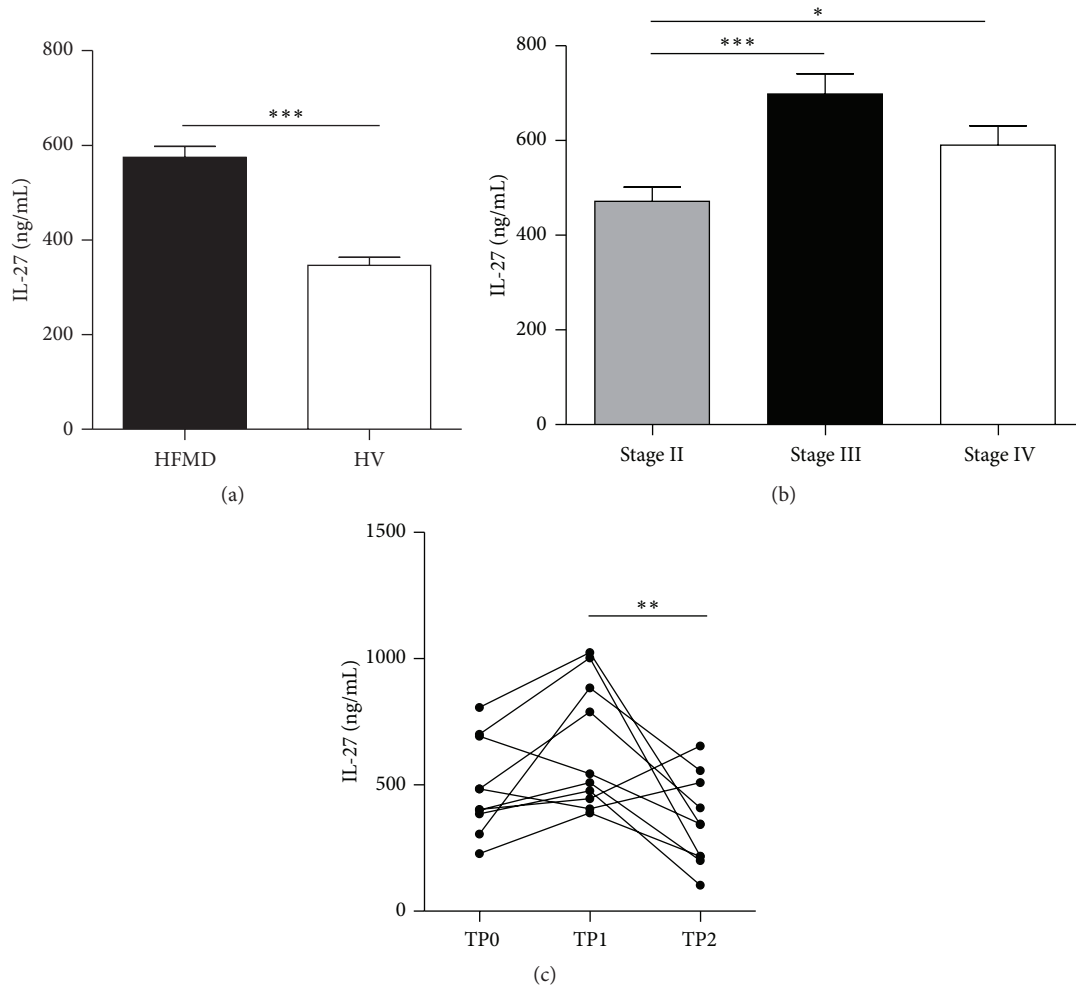 800
600
400
200
0
IL-27 (ng/mL)
***
HFMD HV
(a)
800
600
400
200
0
IL-27 (ng/mL)
*
***
Stage II Stage III Stage IV
(b)
1500
1000
500
0
IL-27 (ng/mL)
**
TP0 TP1 TP2
(c)